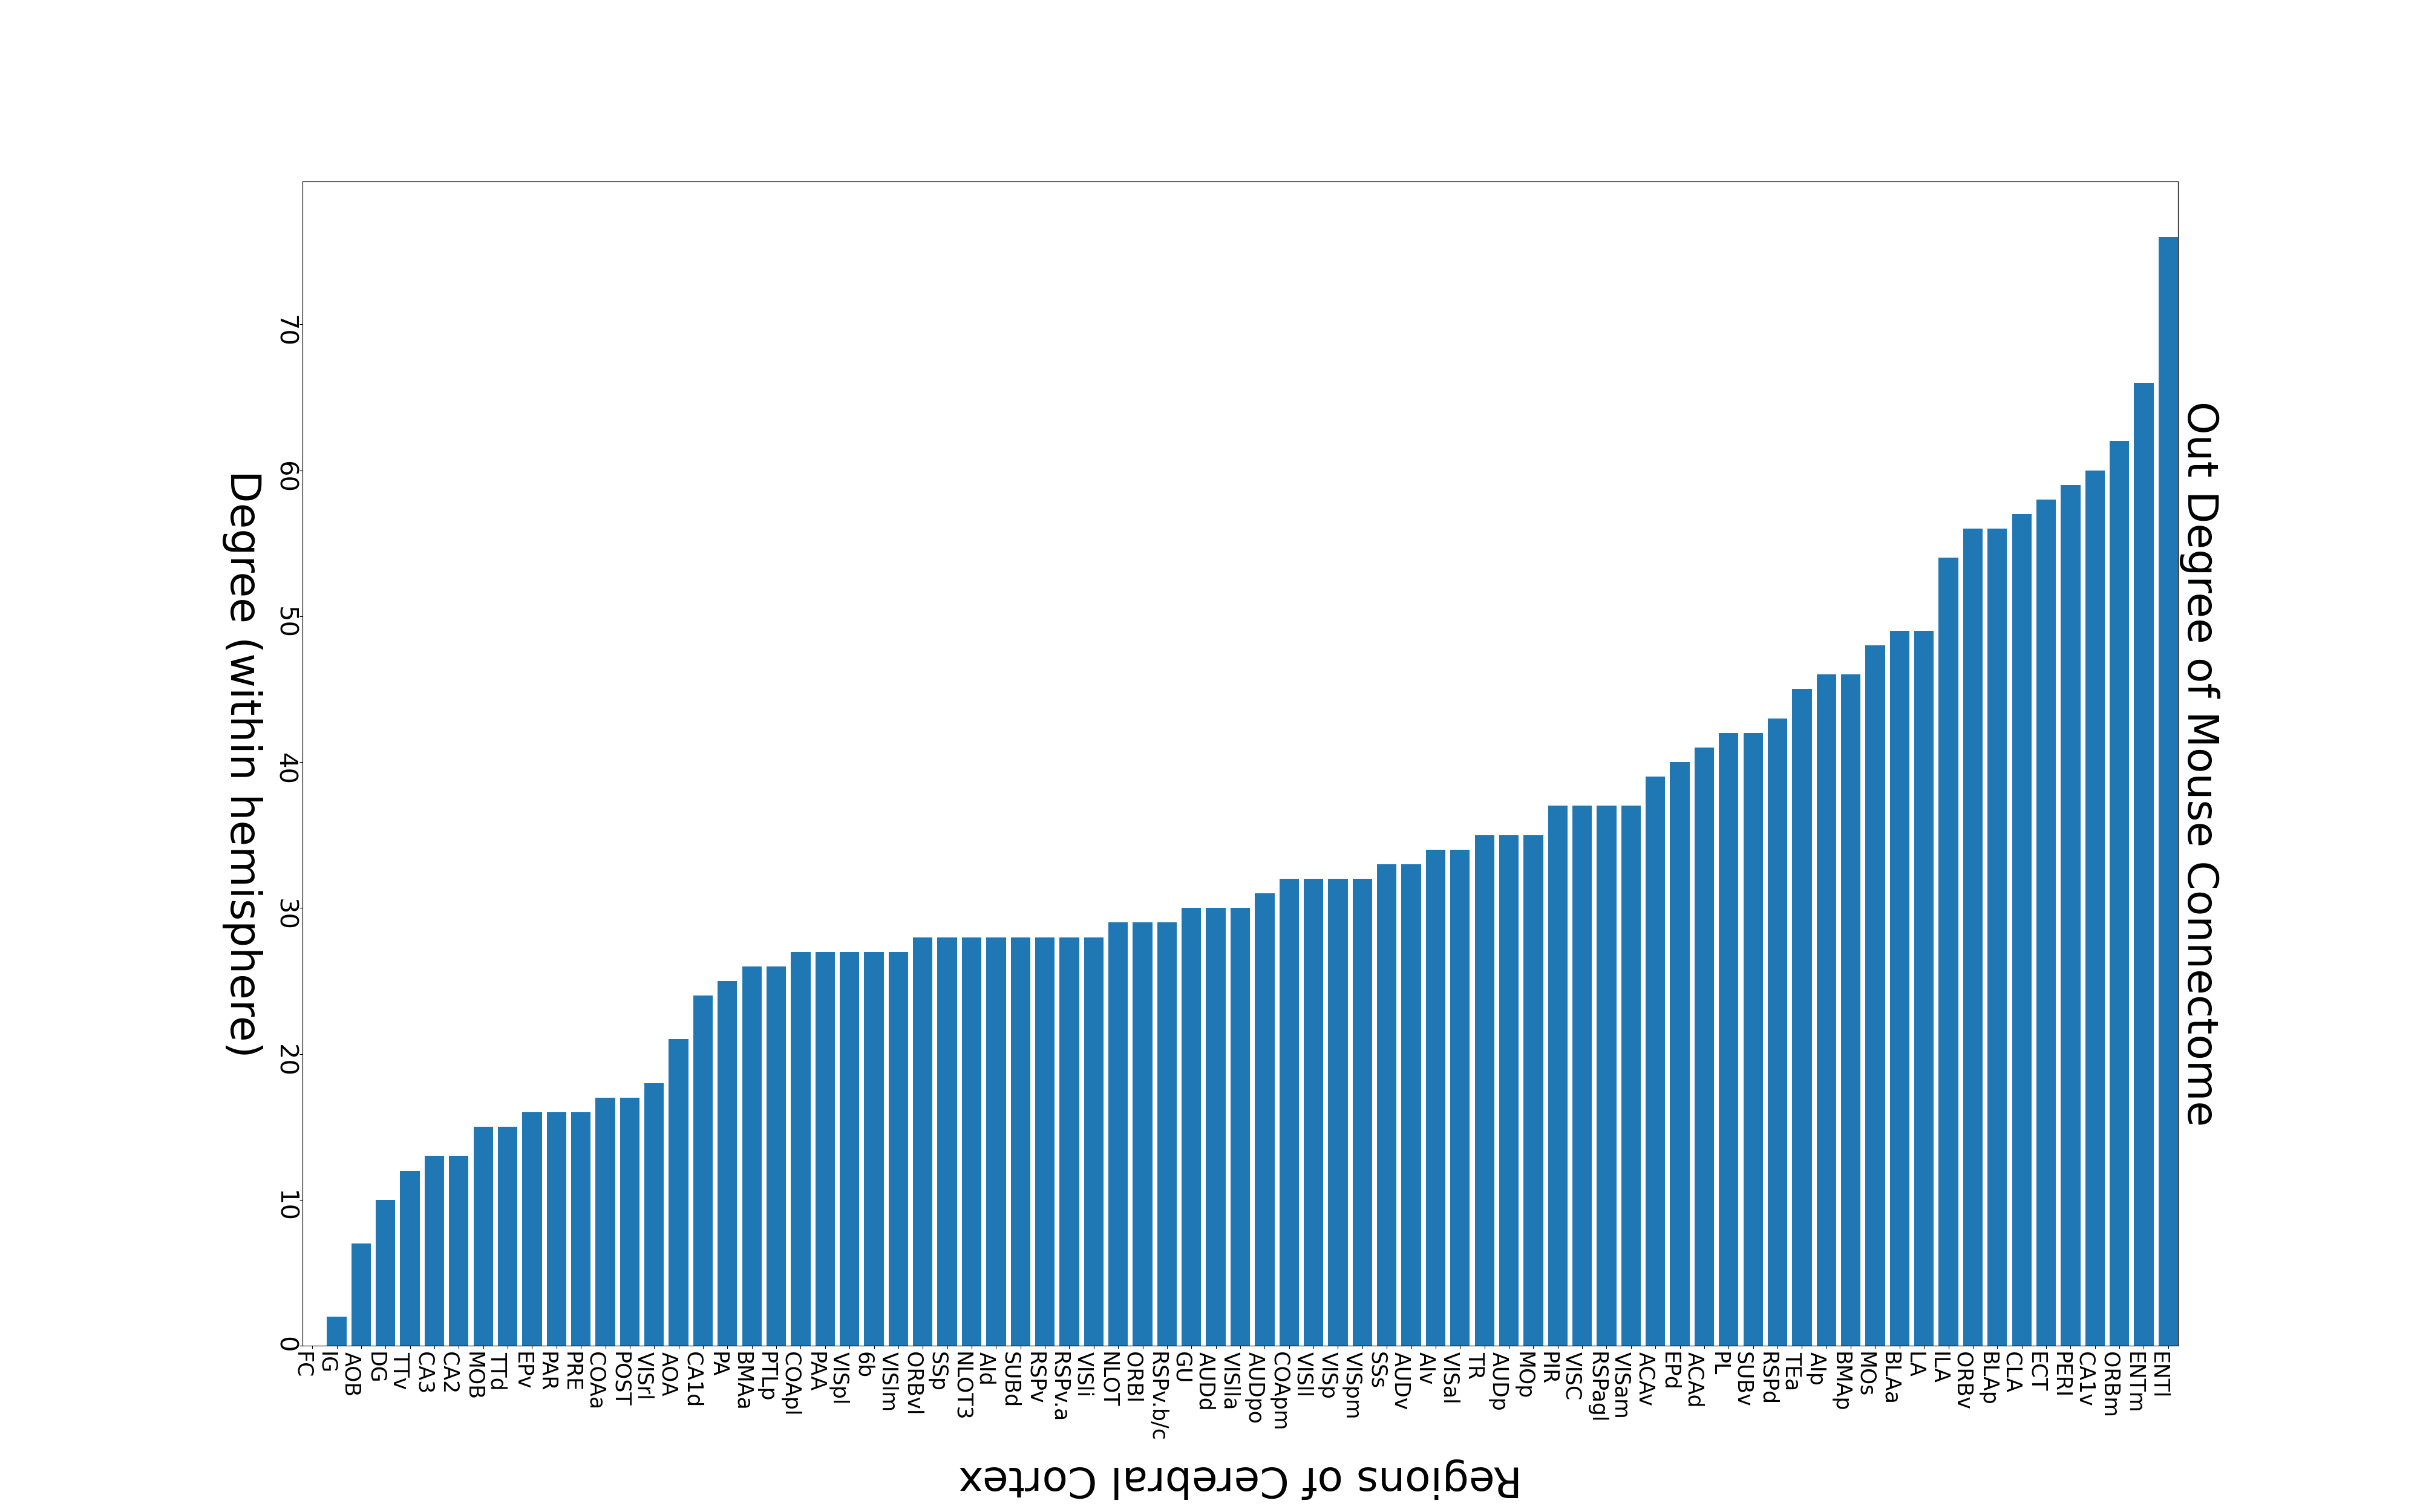 Out Degree of Mouse Connectome
Degree (within hemisphere)
0
10
20
30
40
50
60
70
FC
IG
AOB
DG
TTv
CA3
CA2
MOB
TTd
EPv
PAR
PRE
COAa
POST
VISrl
AOA
CA1d
PA
BMAa
PTLp
COApl
PAA
VISpl
6b
VISlm
ORBvl
SSp
NLOT3
AId
SUBd
RSPv
RSPv.a
VISli
NLOT
ORBl
RSPv.b/c
GU
AUDd
VISlla
AUDpo
COApm
VISll
VISp
VISpm
SSs
AUDv
AIv
VISal
TR
AUDp
MOp
PIR
VISC
RSPagl
VISam
ACAv
EPd
ACAd
PL
SUBv
RSPd
TEa
AIp
BMAp
MOs
BLAa
LA
ILA
ORBv
BLAp
CLA
ECT
PERI
CA1v
ORBm
ENTm
ENTl
Regions of Cerebral Cortex